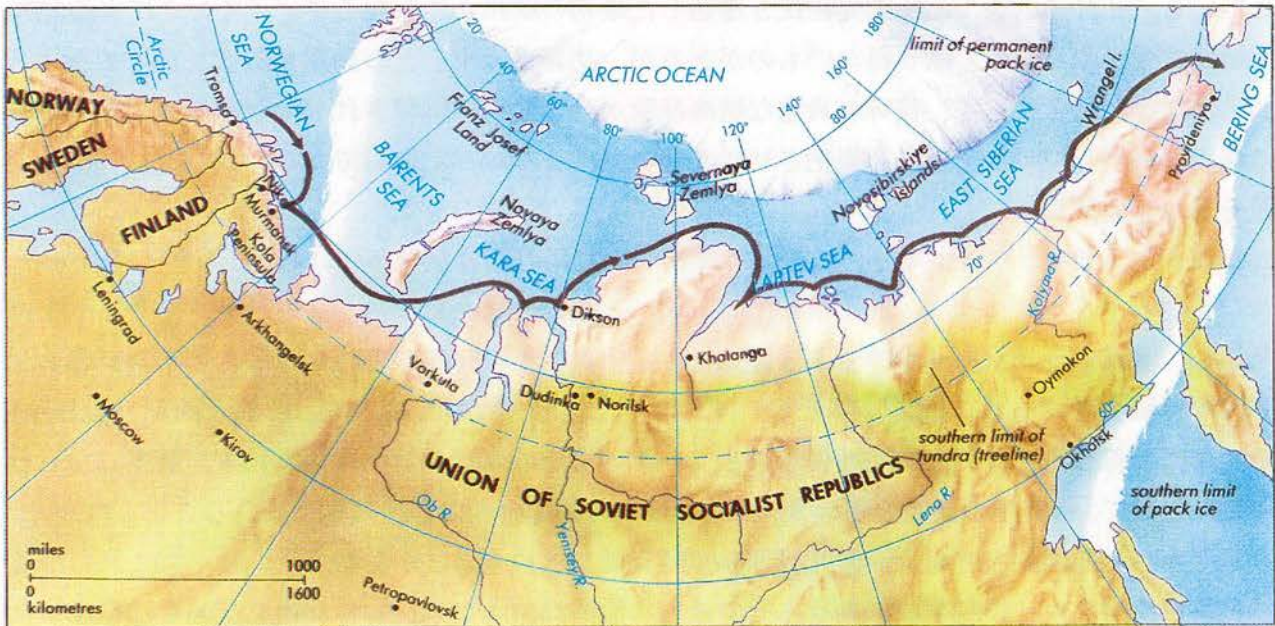 NORWEGIAN
SEA
Arctic
Circle
Tromsø
NORWAY
SWEDEN
FINLAND
Nikel
Murmansk
Kola
Peninsula
Leningrad
Arkhangelsk
Moscow
Kirov
BAIRENTS
SEA
Franz Josef
Land
Novaya
Zemlya
KARA SEA
Dikson
Vorkuta
Dudinka
Norilsk
Khatanga
ARCTIC OCEAN
20°
40°
60°
80°
100°
120°
140°
160°
80°
180°
limit of permanent
pack ice
Severnaya
Zemlya
Novosibirskiye
Islands
LAPTEV SEA
EAST SIBERIAN
SEA
Wrangel I.
Provideniya
BERING SEA
70°
Kolyma R.
Oymakon
60°
Okhotsk
southern limit of
tundra (treeline)
southern limit
of pack ice
UNION OF SOVIET SOCIALIST REPUBLICS
Ob R.
Yenisey R.
Lena R.
Petropavlovsk
miles
0 1000
0 1600
kilometres